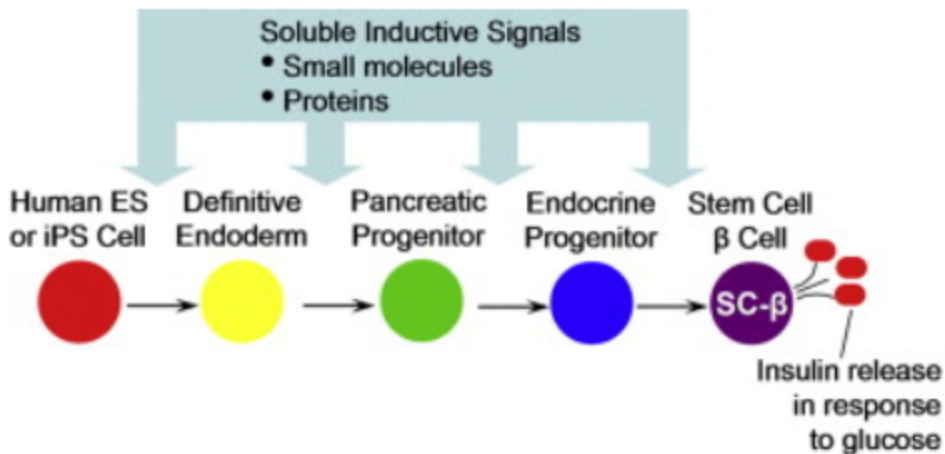 Soluble Inductive Signals
• Small molecules
• Proteins
Human ES
or iPS Cell
Definitive
Endoderm
Pancreatic
Progenitor
Endocrine
Progenitor
Stem Cell
β Cell
SC-β
Insulin release
in response
to glucose